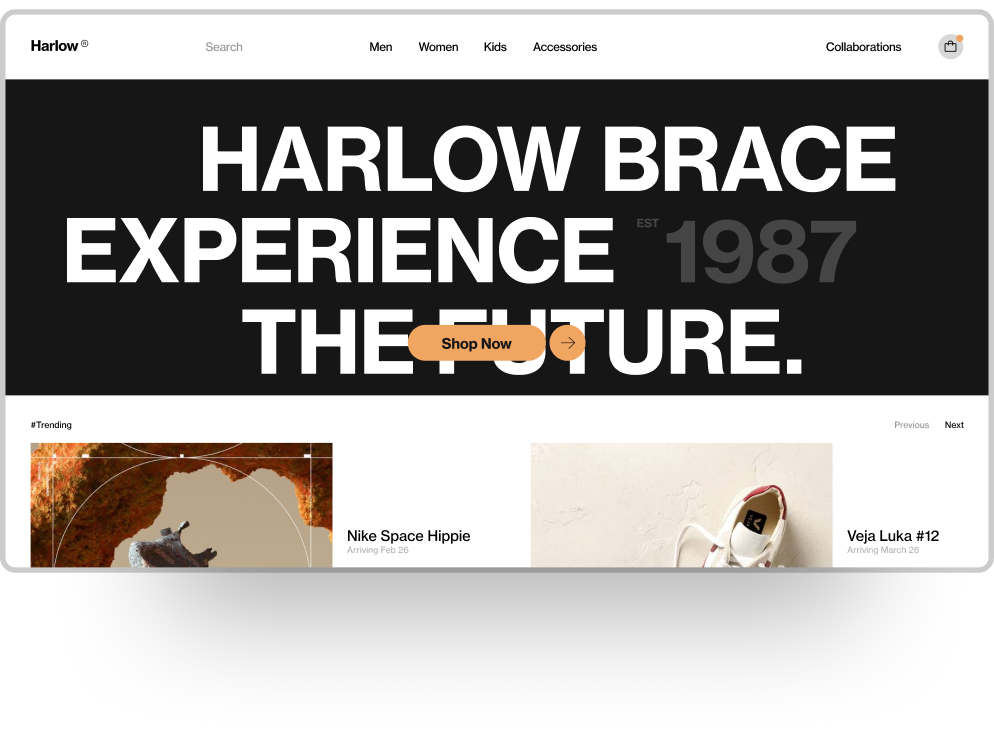 Harlow ®
Search
Men
Women
Kids
Accessories
Collaborations
HARLOW BRACE
EXPERIENCE EST 1987
THE FUTURE.
Shop Now
#Trending
Previous
Next
Nike Space Hippie
Arriving Feb 26
Veja Luka #12
Arriving March 26